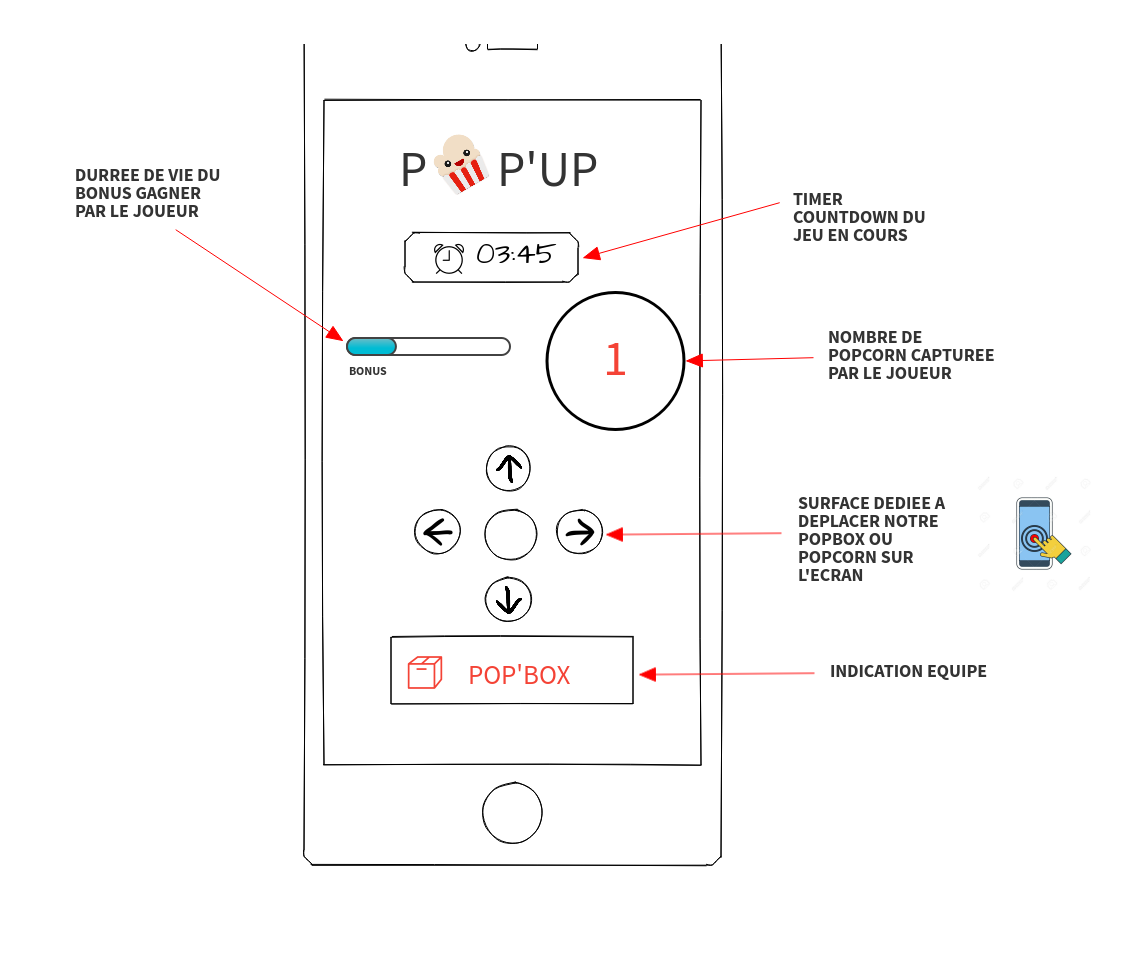 P P'UP
DURREE DE VIE DU
BONUS GAGNER
PAR LE JOUEUR
TIMER
COUNTDOWN DU
JEU EN COURS
03:45
NOMBRE DE
POPCORN CAPTUREE
PAR LE JOUEUR
1
BONUS
SURFACE DEDIEE A
DEPLACER NOTRE
POPBOX OU
POPCORN SUR
L'ECRAN
POP'BOX
INDICATION EQUIPE